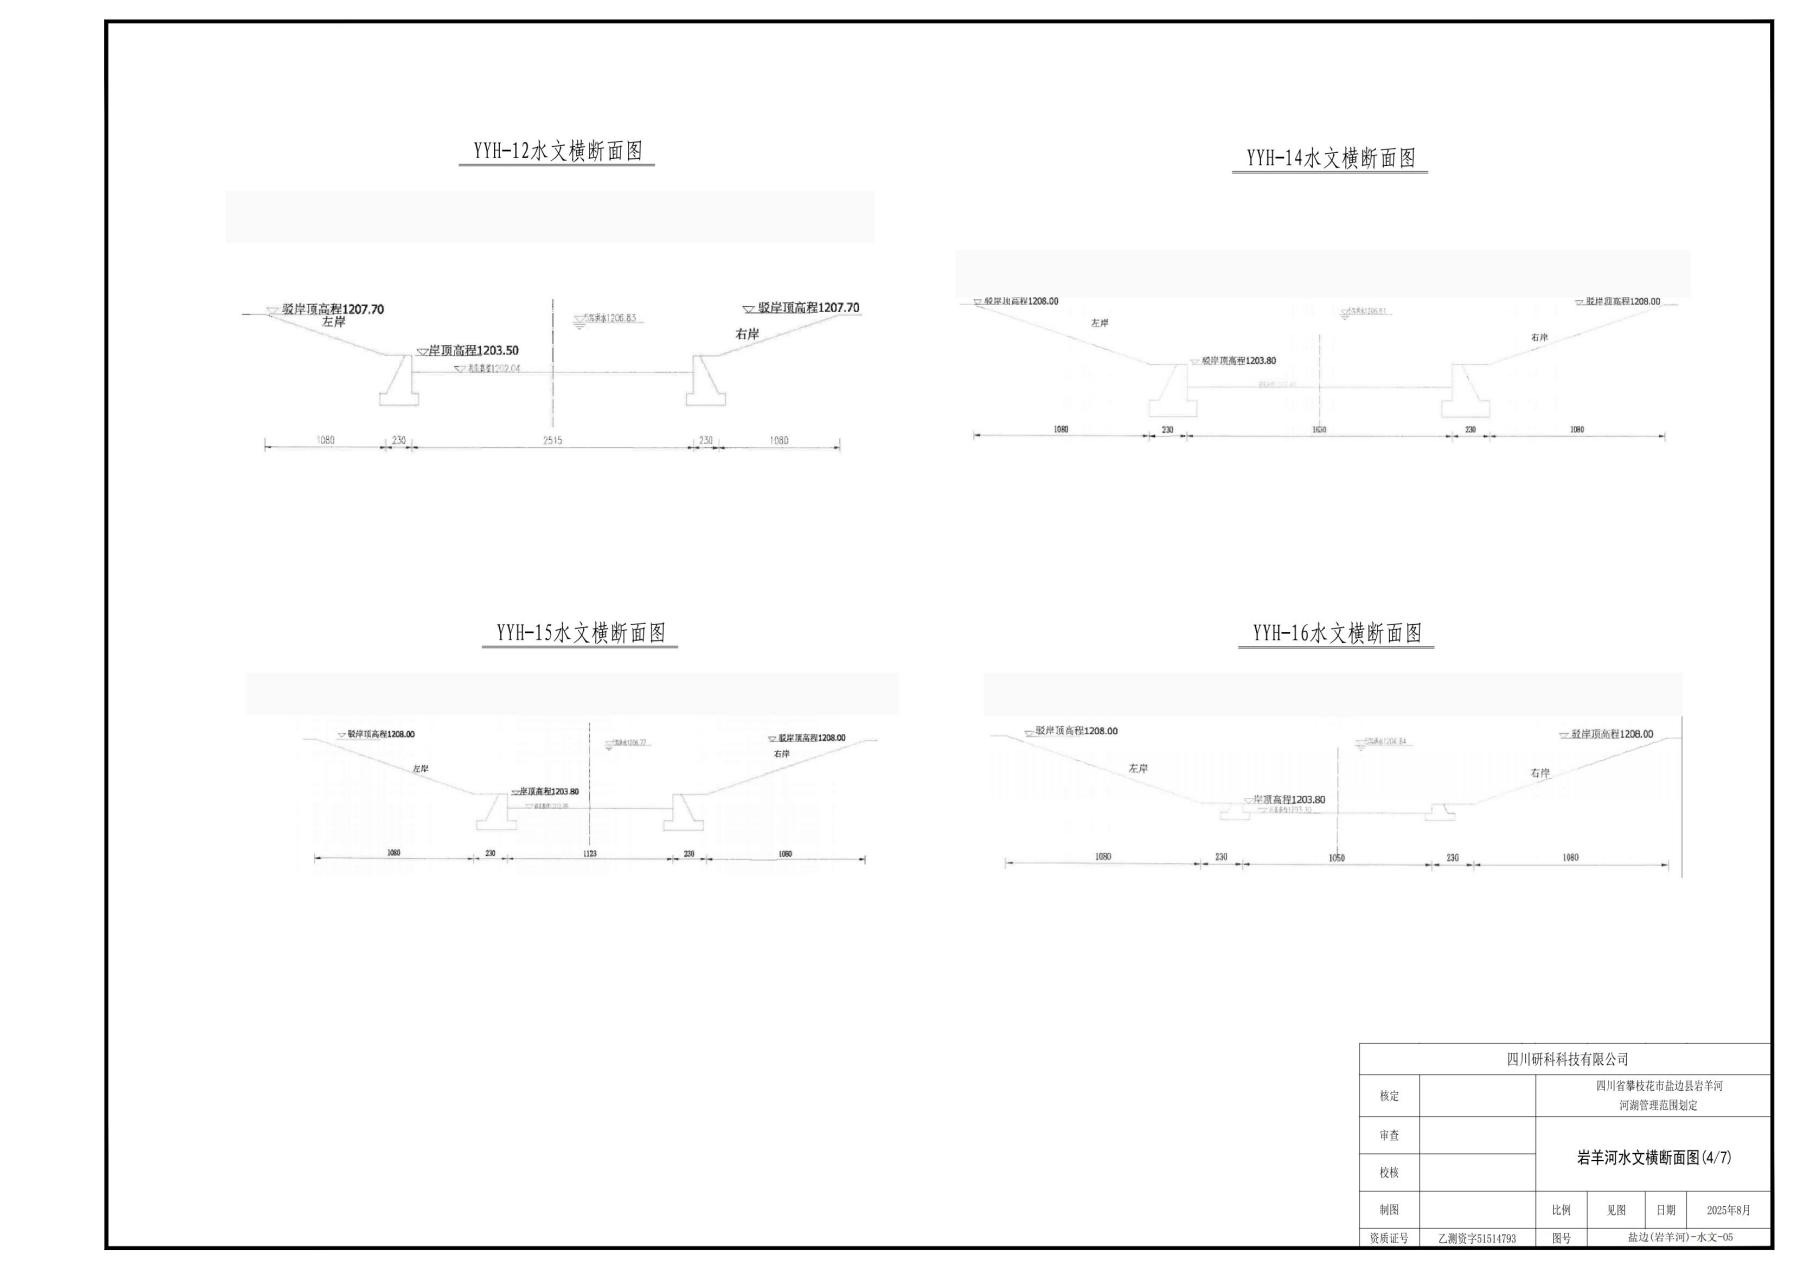 YYH-12水文横断面图
驳岸顶高程1207.70
左岸
1206.83
驳岸顶高程1207.70
右岸
岸顶高程1203.50
1202.04
1080
230
2515
230
1080
YYH-14水文横断面图
驳岸顶高程1208.00
左岸
驳岸顶高程1208.00
右岸
驳岸顶高程1203.80
1080
230
230
1080
YYH-15水文横断面图
驳岸顶高程1208.00
左岸
驳岸顶高程1208.00
右岸
岸顶高程1203.80
1080
230
1123
230
1080
YYH-16水文横断面图
驳岸顶高程1208.00
左岸
驳岸顶高程1208.00
右岸
岸顶高程1203.80
1080
230
1050
230
1080
四川研科科技有限公司
核定
四川省攀枝花市盐边县岩羊河
河湖管理范围划定
审查
岩羊河水文横断面图(4/7)
校核
制图
比例
见图
日期
2025年8月
资质证号
乙测资字51514793
图号
盐边(岩羊河)-水文-05